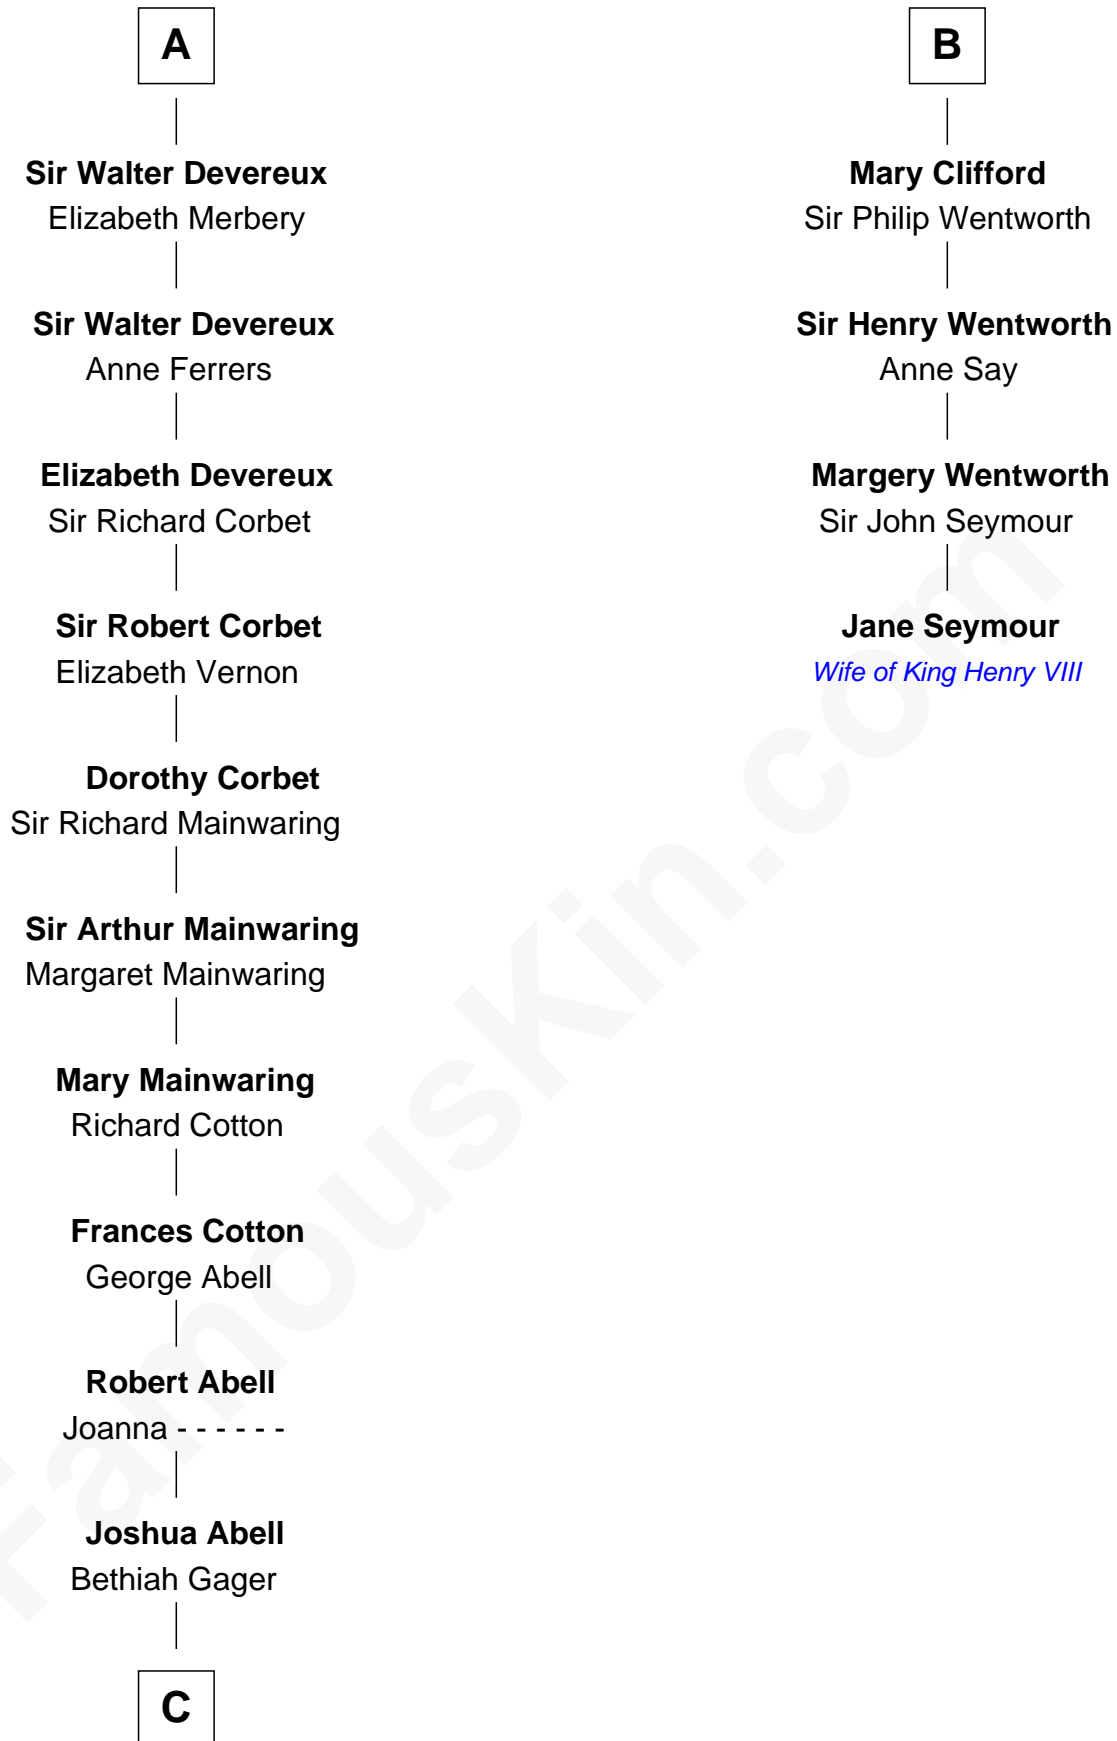 A
Sir Walter Devereux
Elizabeth Merbery
Sir Walter Devereux
Anne Ferrers
Elizabeth Devereux
Sir Richard Corbet
Sir Robert Corbet
Elizabeth Vernon
Dorothy Corbet
Sir Richard Mainwaring
Sir Arthur Mainwaring
Margaret Mainwaring
Mary Mainwaring
Richard Cotton
Frances Cotton
George Abell
Robert Abell
Joanna - - - - - -
Joshua Abell
Bethiah Gager
C
B
Mary Clifford
Sir Philip Wentworth
Sir Henry Wentworth
Anne Say
Margery Wentworth
Sir John Seymour
Jane Seymour
Wife of King Henry VIII
FamousKin.com